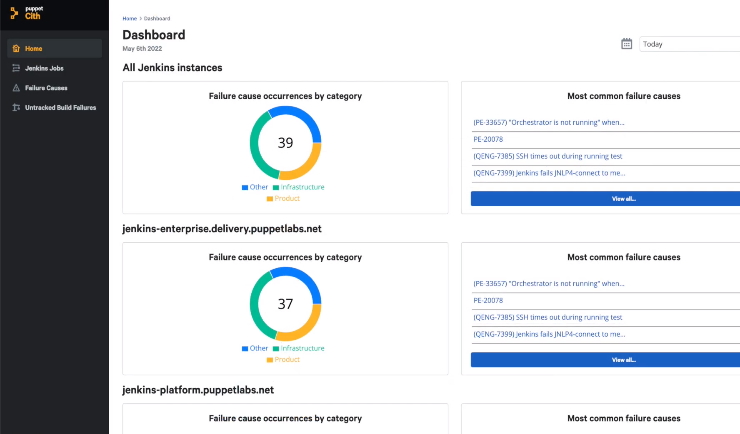 puppet
Cith
Home
Jenkins Jobs
Failure Causes
Untracked Build Failures
Home > Dashboard
Dashboard
May 6th 2022
Today
All Jenkins instances
Failure cause occurrences by category
39
Other Infrastructure
Product
Most common failure causes
(PE-33657) "Orchestrator is not running" when...
PE-20078
(QENG-7385) SSH times out during running test
(QENG-7399) Jenkins fails JNLP4-connect to me...
View all...
jenkins-enterprise.delivery.puppetlabs.net
Failure cause occurrences by category
37
Other Infrastructure
Product
Most common failure causes
(PE-33657) "Orchestrator is not running" when...
PE-20078
(QENG-7385) SSH times out during running test
(QENG-7399) Jenkins fails JNLP4-connect to me...
View all...
jenkins-platform.puppetlabs.net
Failure cause occurrences by category
Most common failure causes